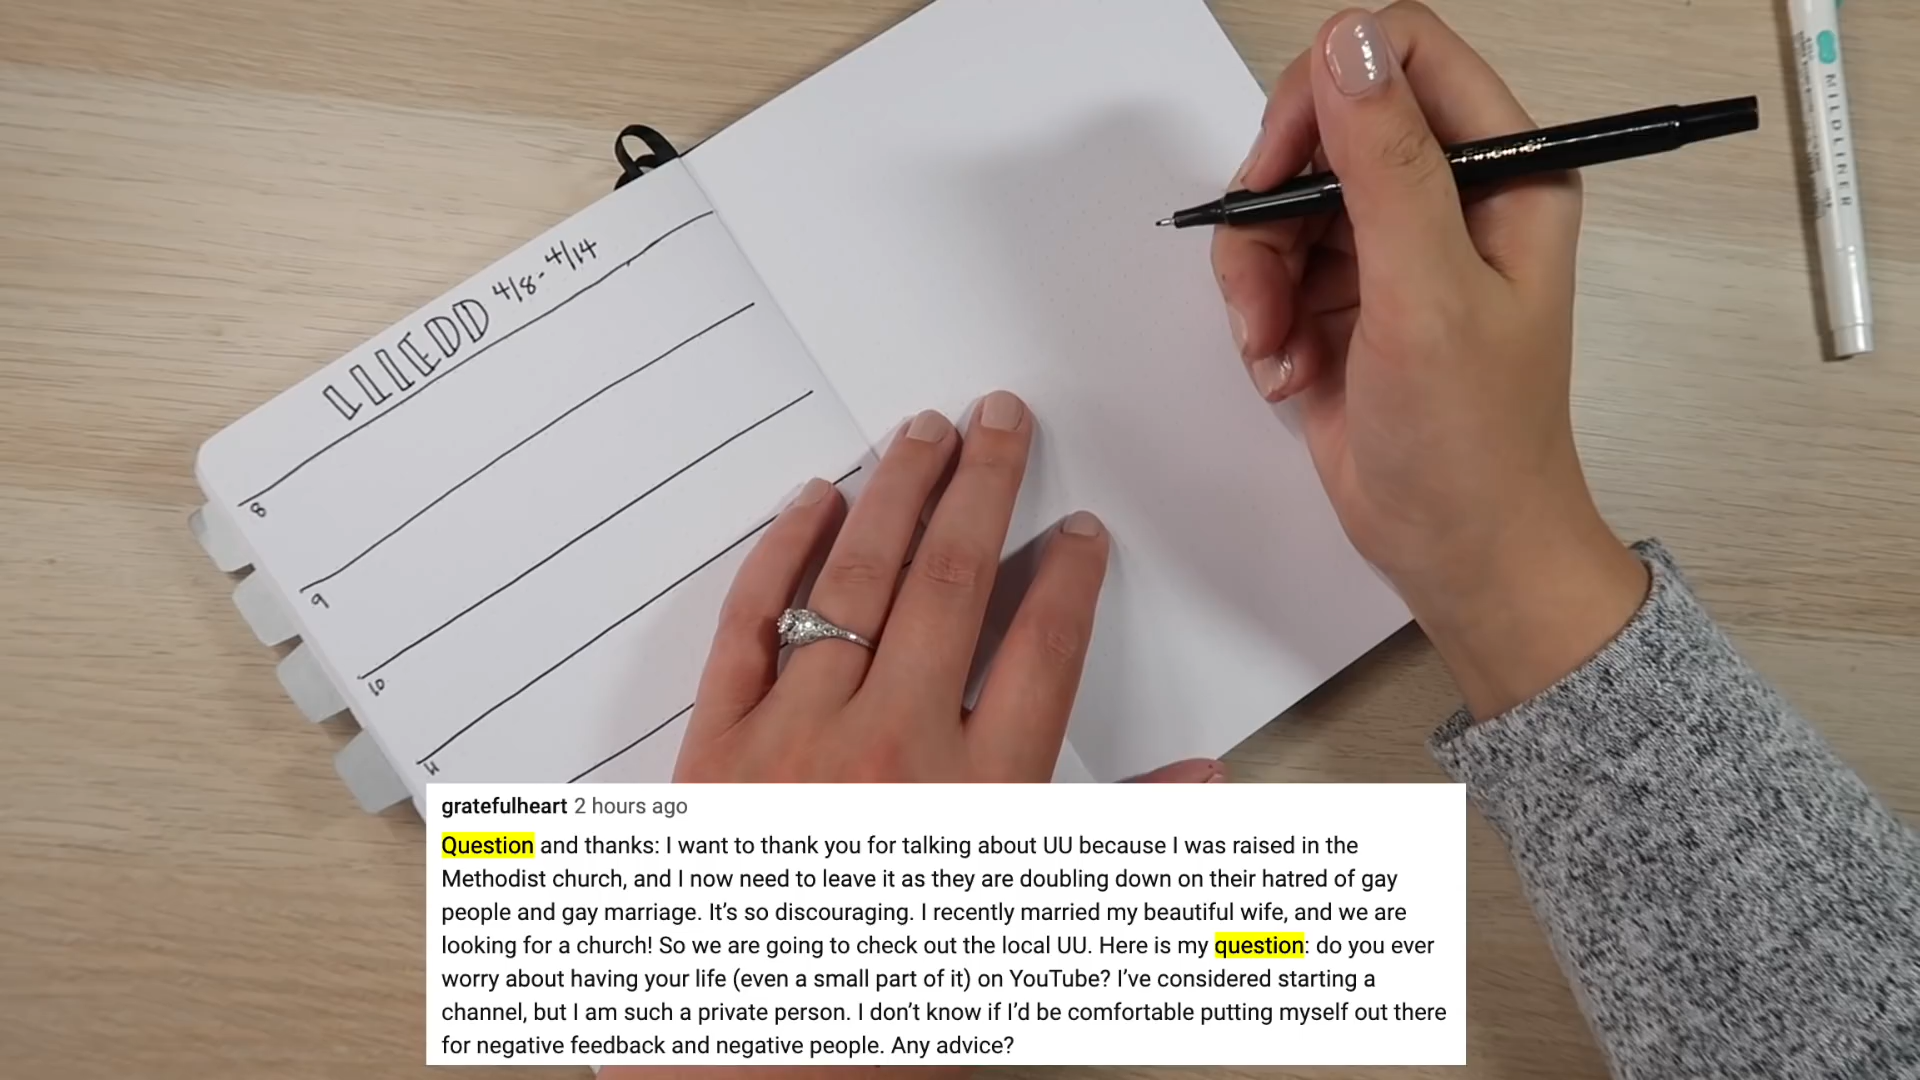 LLLEDD 4/8-4/14
8
9
10
11
Fineliner
MILDLINER
gratefulheart 2 hours ago
Question and thanks: I want to thank you for talking about UU because I was raised in the
Methodist church, and I now need to leave it as they are doubling down on their hatred of gay
people and gay marriage. It’s so discouraging. I recently married my beautiful wife, and we are
looking for a church! So we are going to check out the local UU. Here is my question: do you ever
worry about having your life (even a small part of it) on YouTube? I’ve considered starting a
channel, but I am such a private person. I don’t know if I’d be comfortable putting myself out there
for negative feedback and negative people. Any advice?